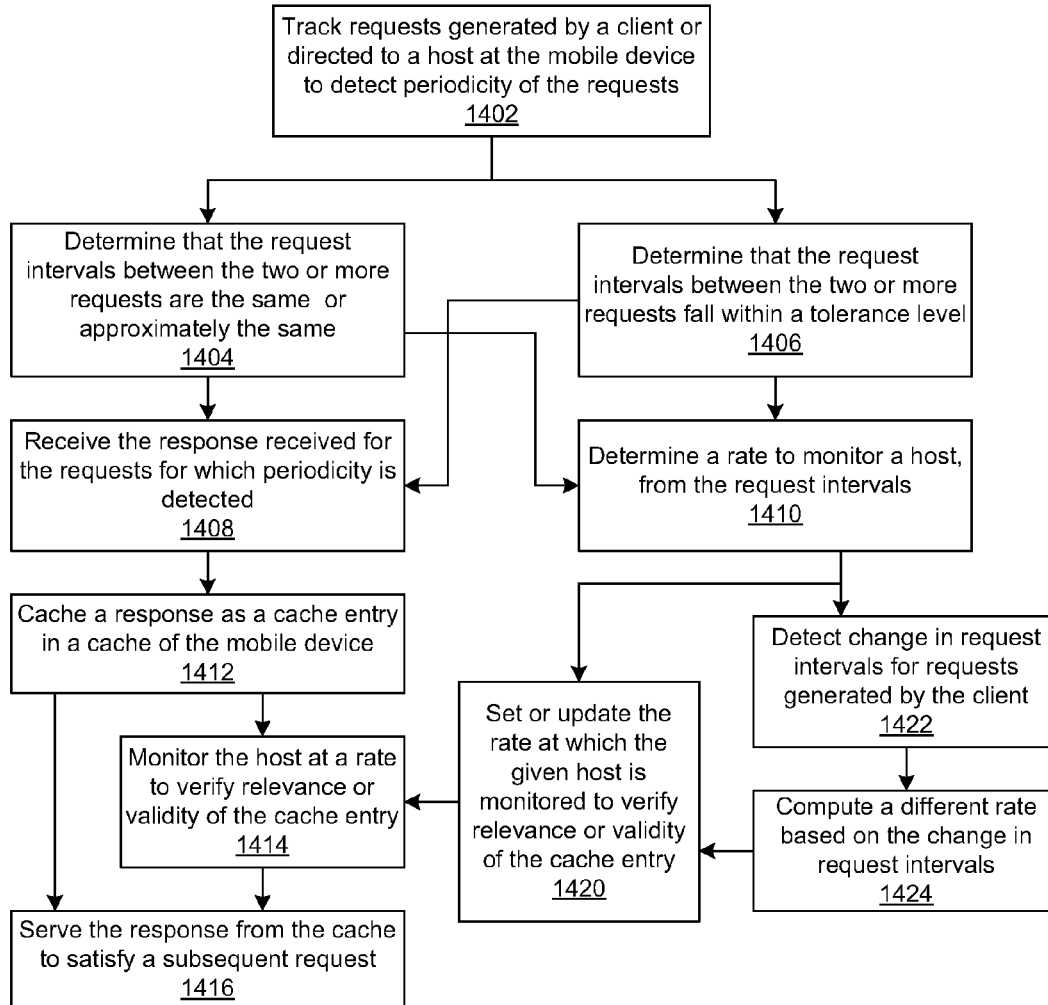 Track requests generated by a client or
directed to a host at the mobile device
to detect periodicity of the requests
1402
Determine that the request
intervals between the two or more
requests are the same or
approximately the same
1404
Determine that the request
intervals between the two or more
requests fall within a tolerance level
1406
Receive the response received for
the requests for which periodicity is
detected
1408
Determine a rate to monitor a host,
from the request intervals
1410
Cache a response as a cache entry
in a cache of the mobile device
1412
Detect change in request
intervals for requests
generated by the client
1422
Set or update the
rate at which the
given host is
monitored to verify
relevance or validity
of the cache entry
1420
Monitor the host at a rate
to verify relevance or
validity of the cache entry
1414
Compute a different rate
based on the change in
request intervals
1424
Serve the response from the cache
to satisfy a subsequent request
1416